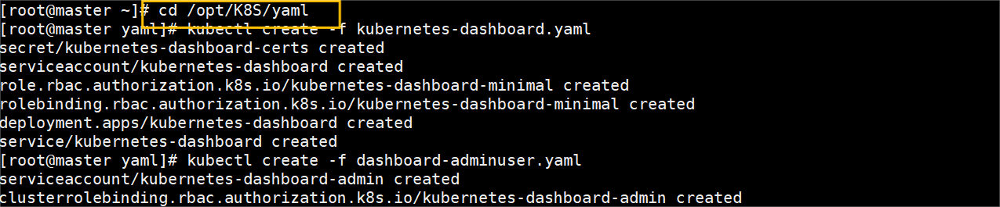 [root@master ~]# cd /opt/K8S/yaml
[root@master yaml]# kubectl create -f kubernetes-dashboard.yaml
secret/kubernetes-dashboard-certs created
serviceaccount/kubernetes-dashboard created
role.rbac.authorization.k8s.io/kubernetes-dashboard-minimal created
rolebinding.rbac.authorization.k8s.io/kubernetes-dashboard-minimal created
deployment.apps/kubernetes-dashboard created
service/kubernetes-dashboard created
[root@master yaml]# kubectl create -f dashboard-adminuser.yaml
serviceaccount/kubernetes-dashboard-admin created
clusterrolebinding.rbac.authorization.k8s.io/kubernetes-dashboard-admin created